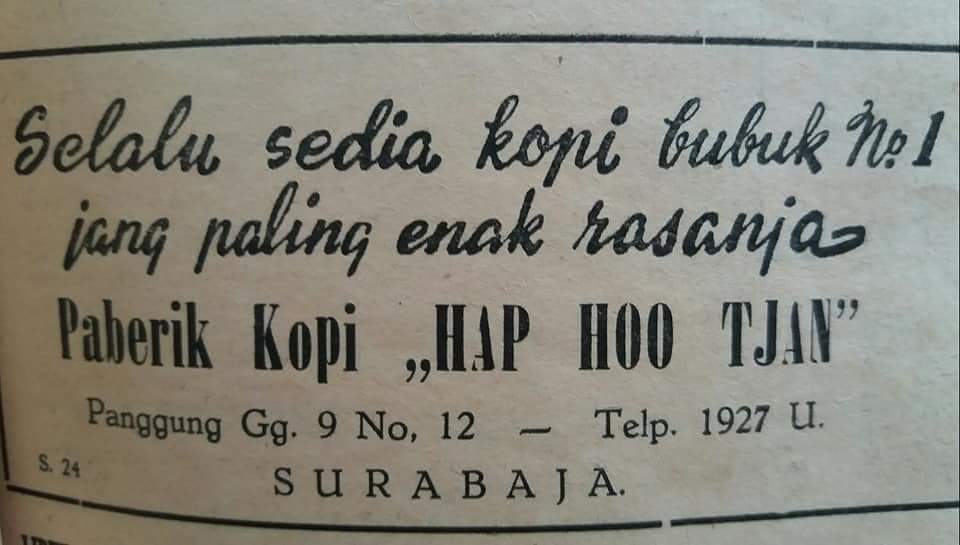 Selalu sedia kopi bubuk No. 1
jang paling enak rasanja
Paberik Kopi „HAP HOO TJAN”
Panggung Gg. 9 No, 12 — Telp. 1927 U.
S. 24
SURABAJA.